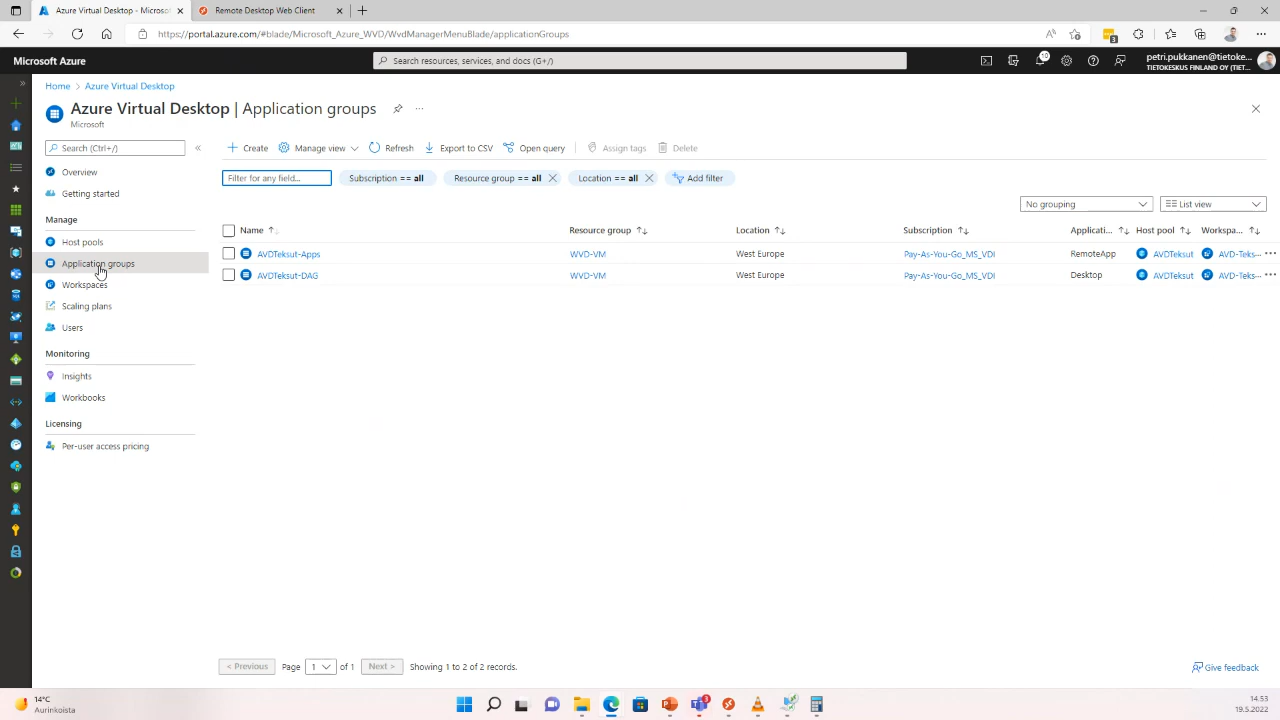 Azure Virtual Desktop - Microso
Remote Desktop Web Client
https://portal.azure.com/#blade/Microsoft_Azure_WVD/WvdManagerMenuBlade/applicationGroups
3
Microsoft Azure
Search resources, services, and docs (G+/)
10
petri.pukkanen@tietoke...
TIETOKESKUS FINLAND OY (TIET...
Home > Azure Virtual Desktop
Azure Virtual Desktop | Application groups
Microsoft
Search (Ctrl+/)
Overview
Getting started
Manage
Host pools
Application groups
Workspaces
Scaling plans
Users
Monitoring
Insights
Workbooks
Licensing
Per-user access pricing
Create Manage view Refresh Export to CSV Open query Assign tags Delete
Filter for any field... Subscription == all Resource group == all Location == all Add filter
No grouping List view
Name Resource group Location Subscription Applicati... Host pool Workspa...
AVDTeksut-Apps WVD-VM West Europe Pay-As-You-Go_MS_VDI RemoteApp AVDTeksut AVD-Teks...
AVDTeksut-DAG WVD-VM West Europe Pay-As-You-Go_MS_VDI Desktop AVDTeksut AVD-Teks...
< Previous Page 1 of 1 Next > Showing 1 to 2 of 2 records.
Give feedback
14°C
Aurinkoista
3
14.53
19.5.2022